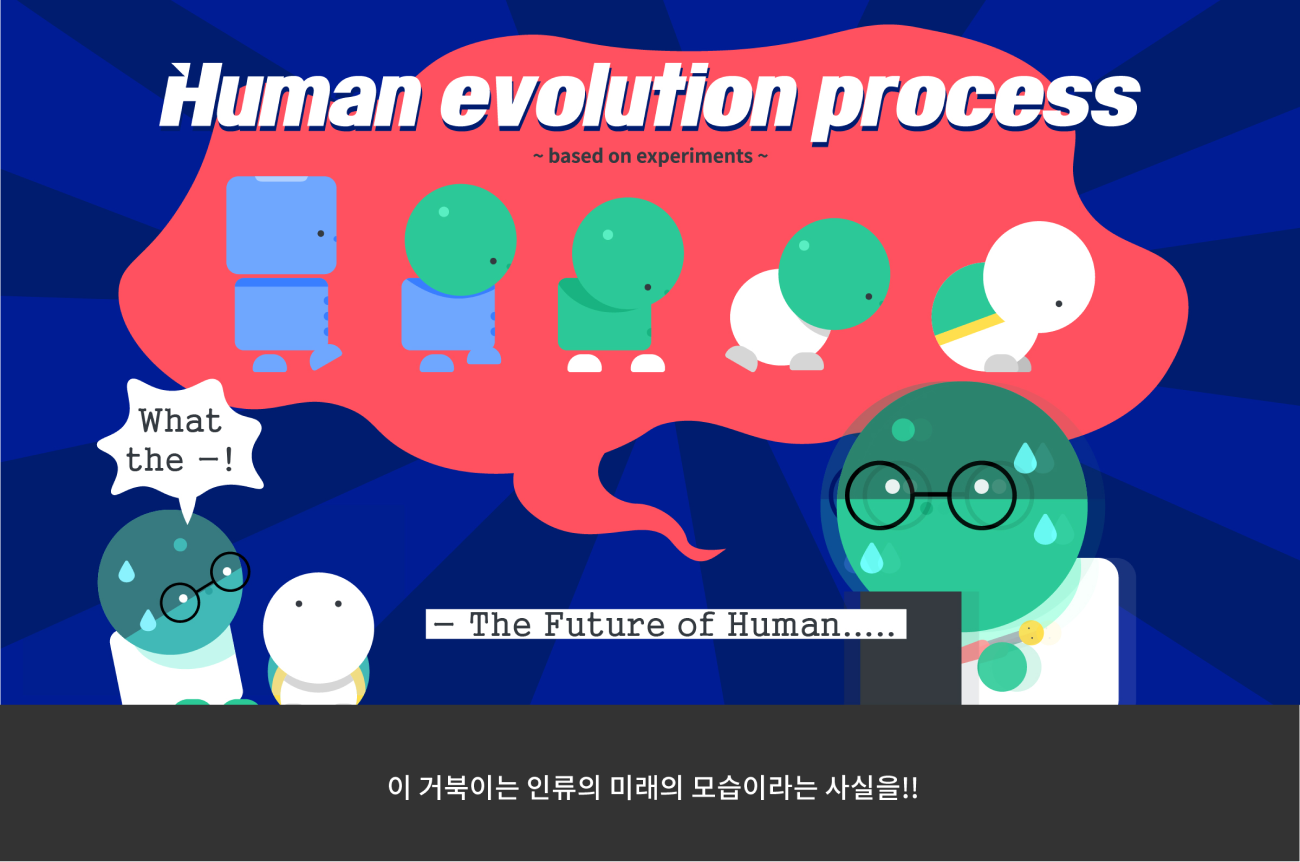 Human evolution process
~ based on experiments ~
What
the –!
– The Future of Human.....
이 거북이는 인류의 미래의 모습이라는 사실을!!